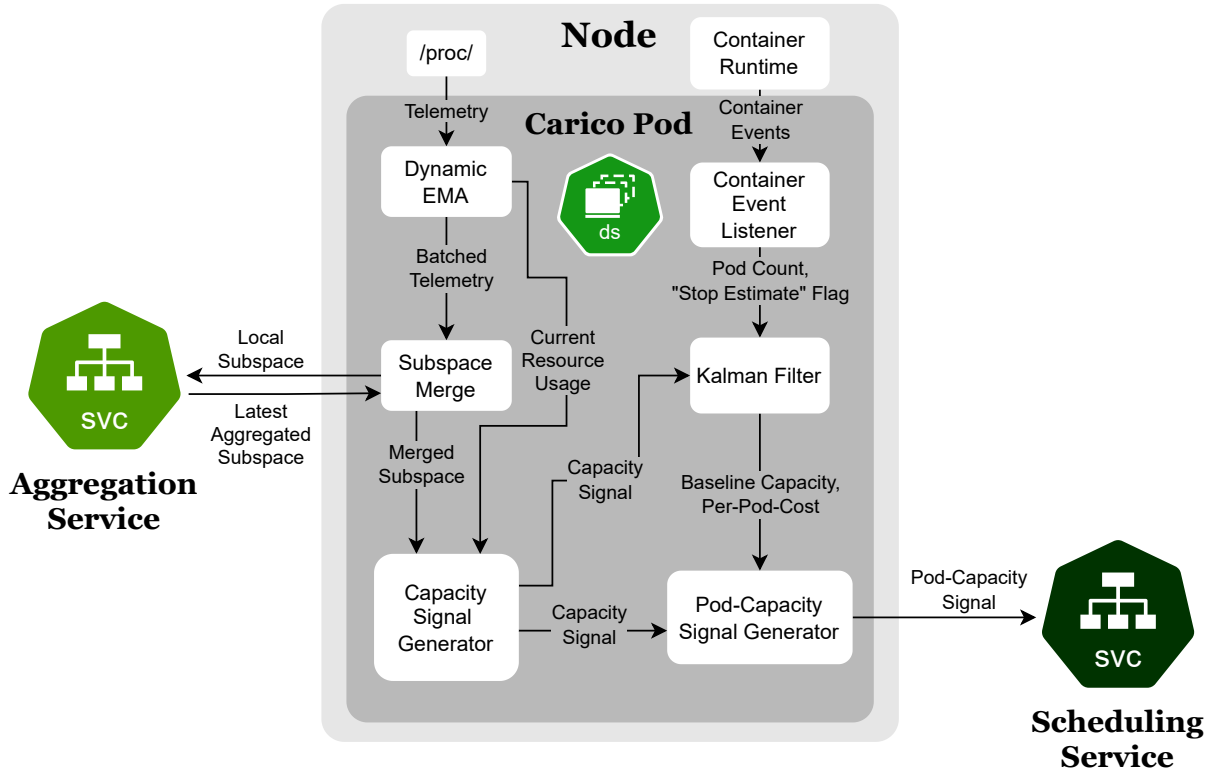 Node
/proc/
Container
Runtime
Telemetry
Container
Events
Carico Pod
Dynamic
EMA
ds
Container
Event
Listener
Batched
Telemetry
Pod Count,
"Stop Estimate" Flag
Local
Subspace
Subspace
Merge
Current
Resource
Usage
Kalman Filter
svc
Latest
Aggregated
Subspace
Aggregation
Service
Merged
Subspace
Capacity
Signal
Baseline Capacity,
Per-Pod-Cost
Capacity
Signal
Generator
Capacity
Signal
Pod-Capacity
Signal Generator
Pod-Capacity
Signal
svc
Scheduling
Service